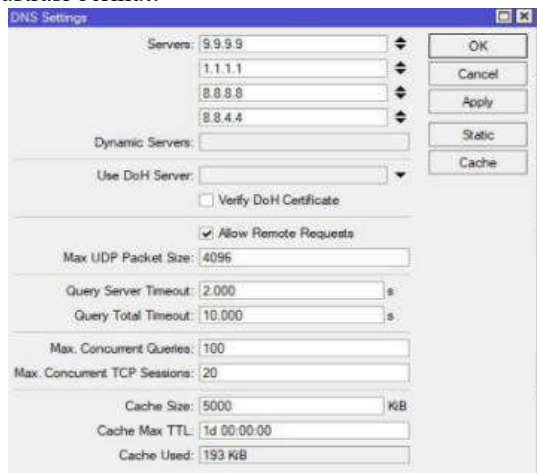 DNS Settings
Servers: 9.9.9.9
1.1.1.1
8.8.8.8
8.8.4.4
Dynamic Servers:
Use DoH Server:
Verify DoH Certificate
Allow Remote Requests
Max UDP Packet Size: 4096
Query Server Timeout: 2.000 s
Query Total Timeout: 10.000 s
Max. Concurrent Queries: 100
Max. Concurrent TCP Sessions: 20
Cache Size: 5000 KiB
Cache Max TTL: 1d 00:00:00
Cache Used: 193 KiB
OK
Cancel
Apply
Static
Cache